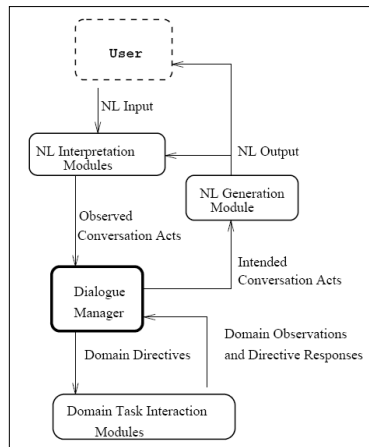 User
NL Input
NL Interpretation
Modules
NL Output
NL Generation
Module
Observed
Conversation Acts
Intended
Conversation Acts
Dialogue
Manager
Domain Directives
Domain Observations
and Directive Responses
Domain Task Interaction
Modules